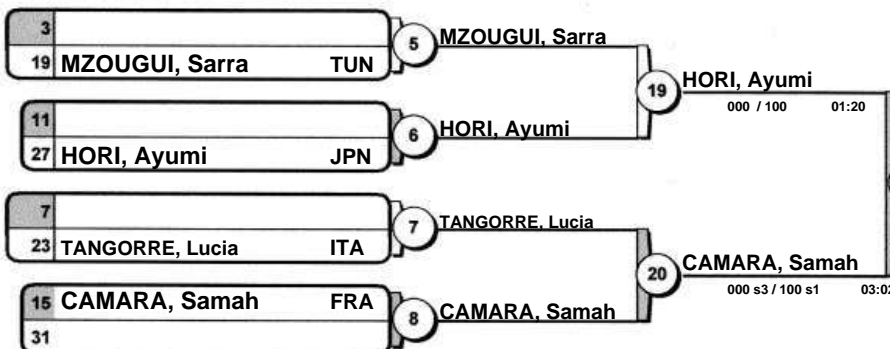 3
19 MZOUGUI, Sarra TUN
5 MZOUGUI, Sarra
11
27 HORI, Ayumi JPN
6 HORI, Ayumi
19 HORI, Ayumi
000 / 100 01:20
7
23 TANGORRE, Lucia ITA
7 TANGORRE, Lucia
15 CAMARA, Samah FRA
31
8 CAMARA, Samah
20 CAMARA, Samah
000 s3 / 100 s1 03:02